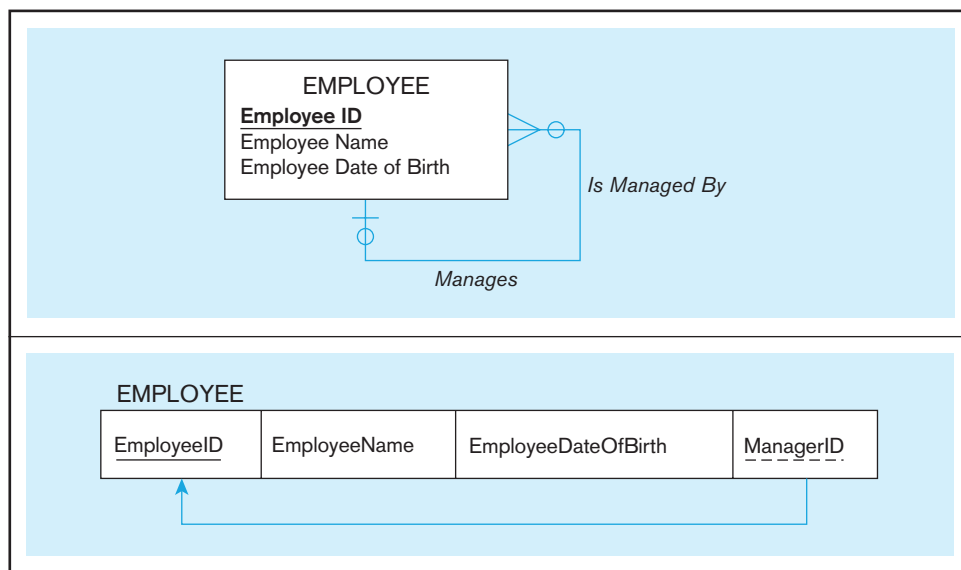 EMPLOYEE
Employee ID
Employee Name
Employee Date of Birth
Is Managed By
Manages
EMPLOYEE
EmployeeID EmployeeName EmployeeDateOfBirth ManagerID